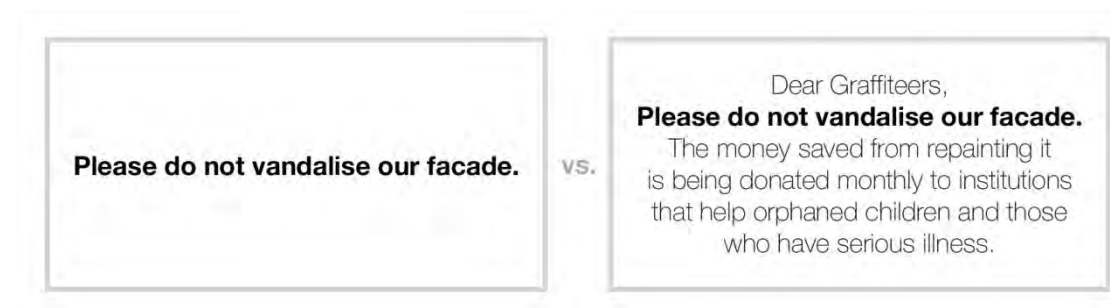 Please do not vandalise our facade.
vs.
Dear Graffiteers,
Please do not vandalise our facade.
The money saved from repainting it
is being donated monthly to institutions
that help orphaned children and those
who have serious illness.